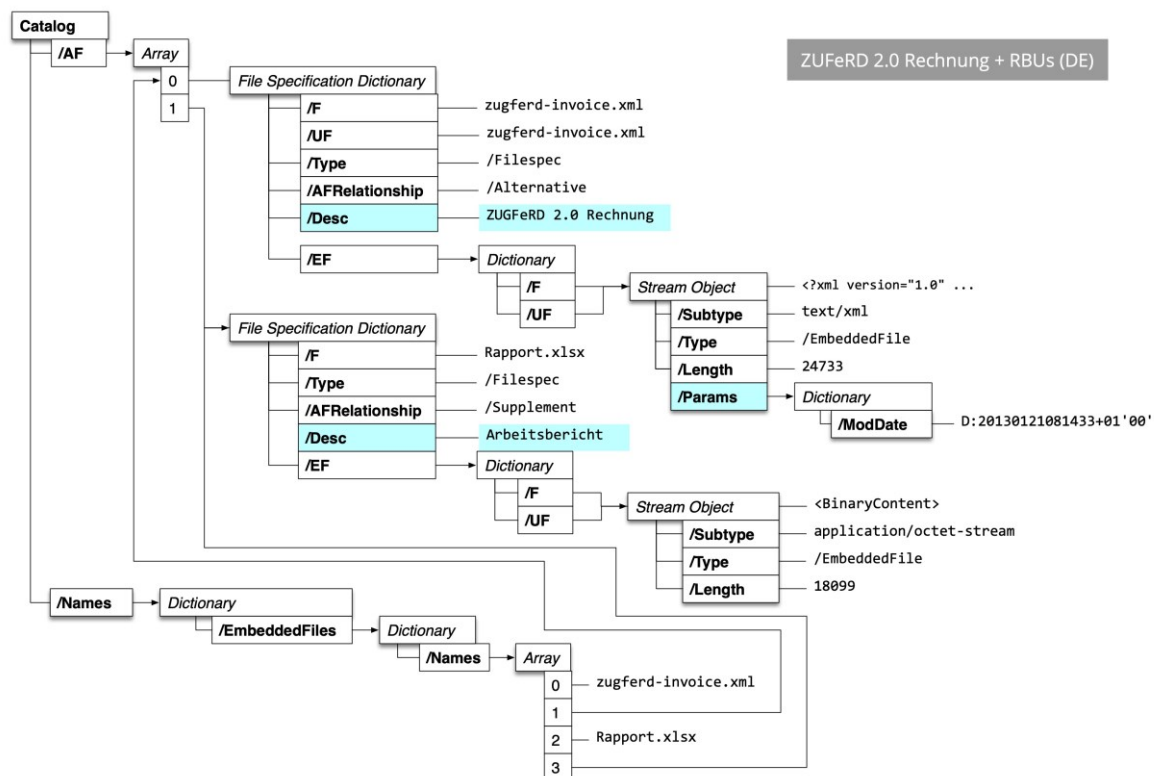 Catalog
/AF
Array
ZUFeRD 2.0 Rechnung + RBUs (DE)
0
File Specification Dictionary
1
/F
zugferd-invoice.xml
/UF
zugferd-invoice.xml
/Type
/Filespec
/AFRelationship
/Alternative
/Desc
ZUGFeRD 2.0 Rechnung
/EF
Dictionary
/F
Stream Object
<?xml version="1.0" ...
/UF
/Subtype
text/xml
File Specification Dictionary
/Type
/EmbeddedFile
/F
Rapport.xlsx
/Length
24733
/Type
/Filespec
/Params
Dictionary
/AFRelationship
/Supplement
/ModDate
D:20130121081433+01'00'
/Desc
Arbeitsbericht
/EF
Dictionary
/F
Stream Object
<BinaryContent>
/UF
/Subtype
application/octet-stream
/Type
/EmbeddedFile
/Length
18099
/Names
Dictionary
/EmbeddedFiles
Dictionary
/Names
Array
0
zugferd-invoice.xml
1
2
Rapport.xlsx
3